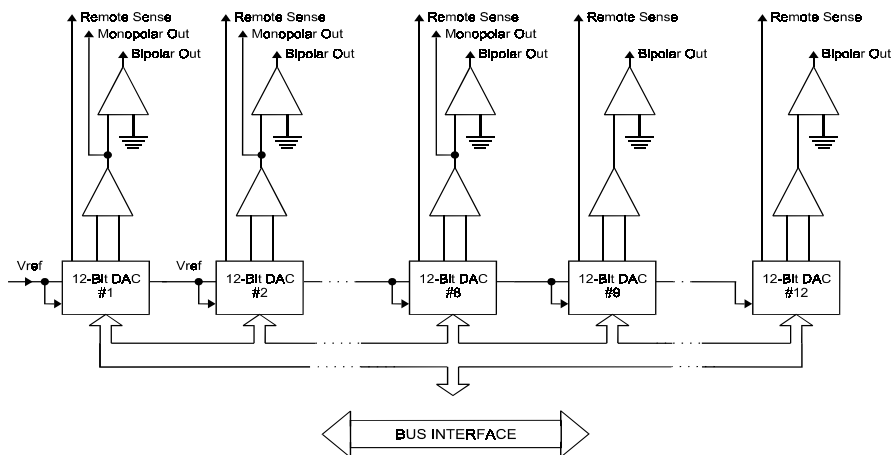 Remote Sense
Monopolar Out
Bipolar Out
Remote Sense
Monopolar Out
Bipolar Out
Remote Sense
Monopolar Out
Bipolar Out
Remote Sense
Bipolar Out
Remote Sense
Bipolar Out
Vref
12-Bit DAC
#1
Vref
12-Bit DAC
#2
12-Bit DAC
#8
12-Bit DAC
#9
12-Bit DAC
#12
BUS INTERFACE